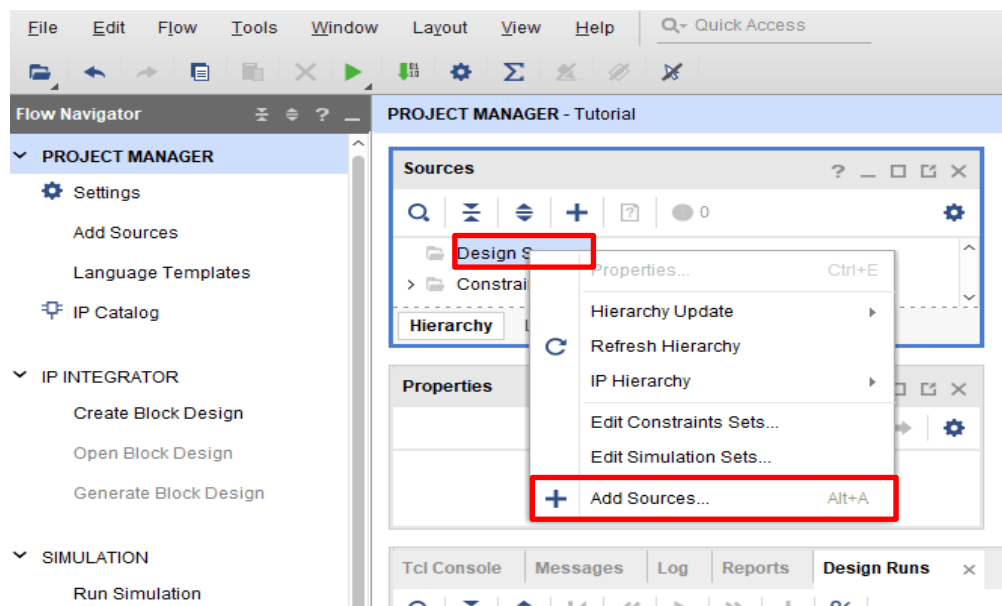 File Edit Flow Tools Window Layout View Help Quick Access
Flow Navigator
PROJECT MANAGER - Tutorial
PROJECT MANAGER
Settings
Add Sources
Language Templates
IP Catalog
IP INTEGRATOR
Create Block Design
Open Block Design
Generate Block Design
SIMULATION
Run Simulation
Sources
0
Design S
Constrai
Hierarchy
Properties... Ctrl+E
Hierarchy Update
Refresh Hierarchy
IP Hierarchy
Edit Constraints Sets...
Edit Simulation Sets...
Add Sources... Alt+A
Properties
Tcl Console Messages Log Reports Design Runs